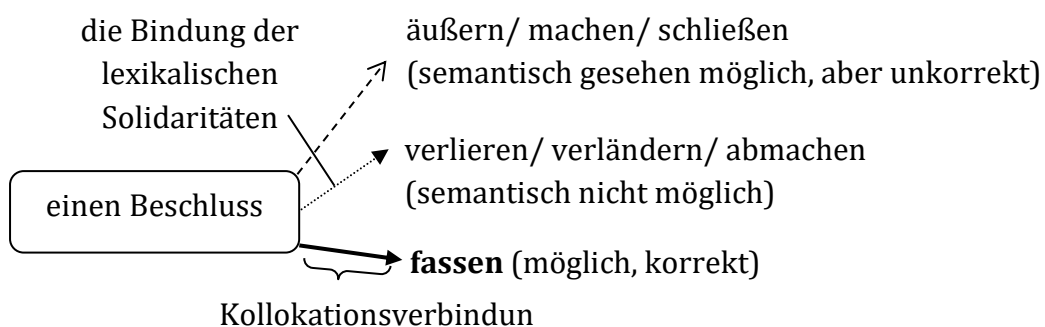 die Bindung der
lexikalischen
Solidaritäten
äußern/ machen/ schließen
(semantisch gesehen möglich, aber unkorrekt)
verlieren/ verländern/ abmachen
(semantisch nicht möglich)
einen Beschluss
fassen (möglich, korrekt)
Kollokationsverbindun